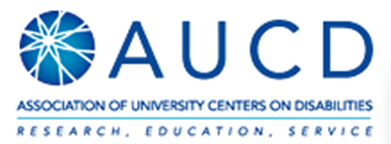 AUCD
ASSOCIATION OF UNIVERSITY CENTERS ON DISABILITIES
RESEARCH, EDUCATION, SERVICE